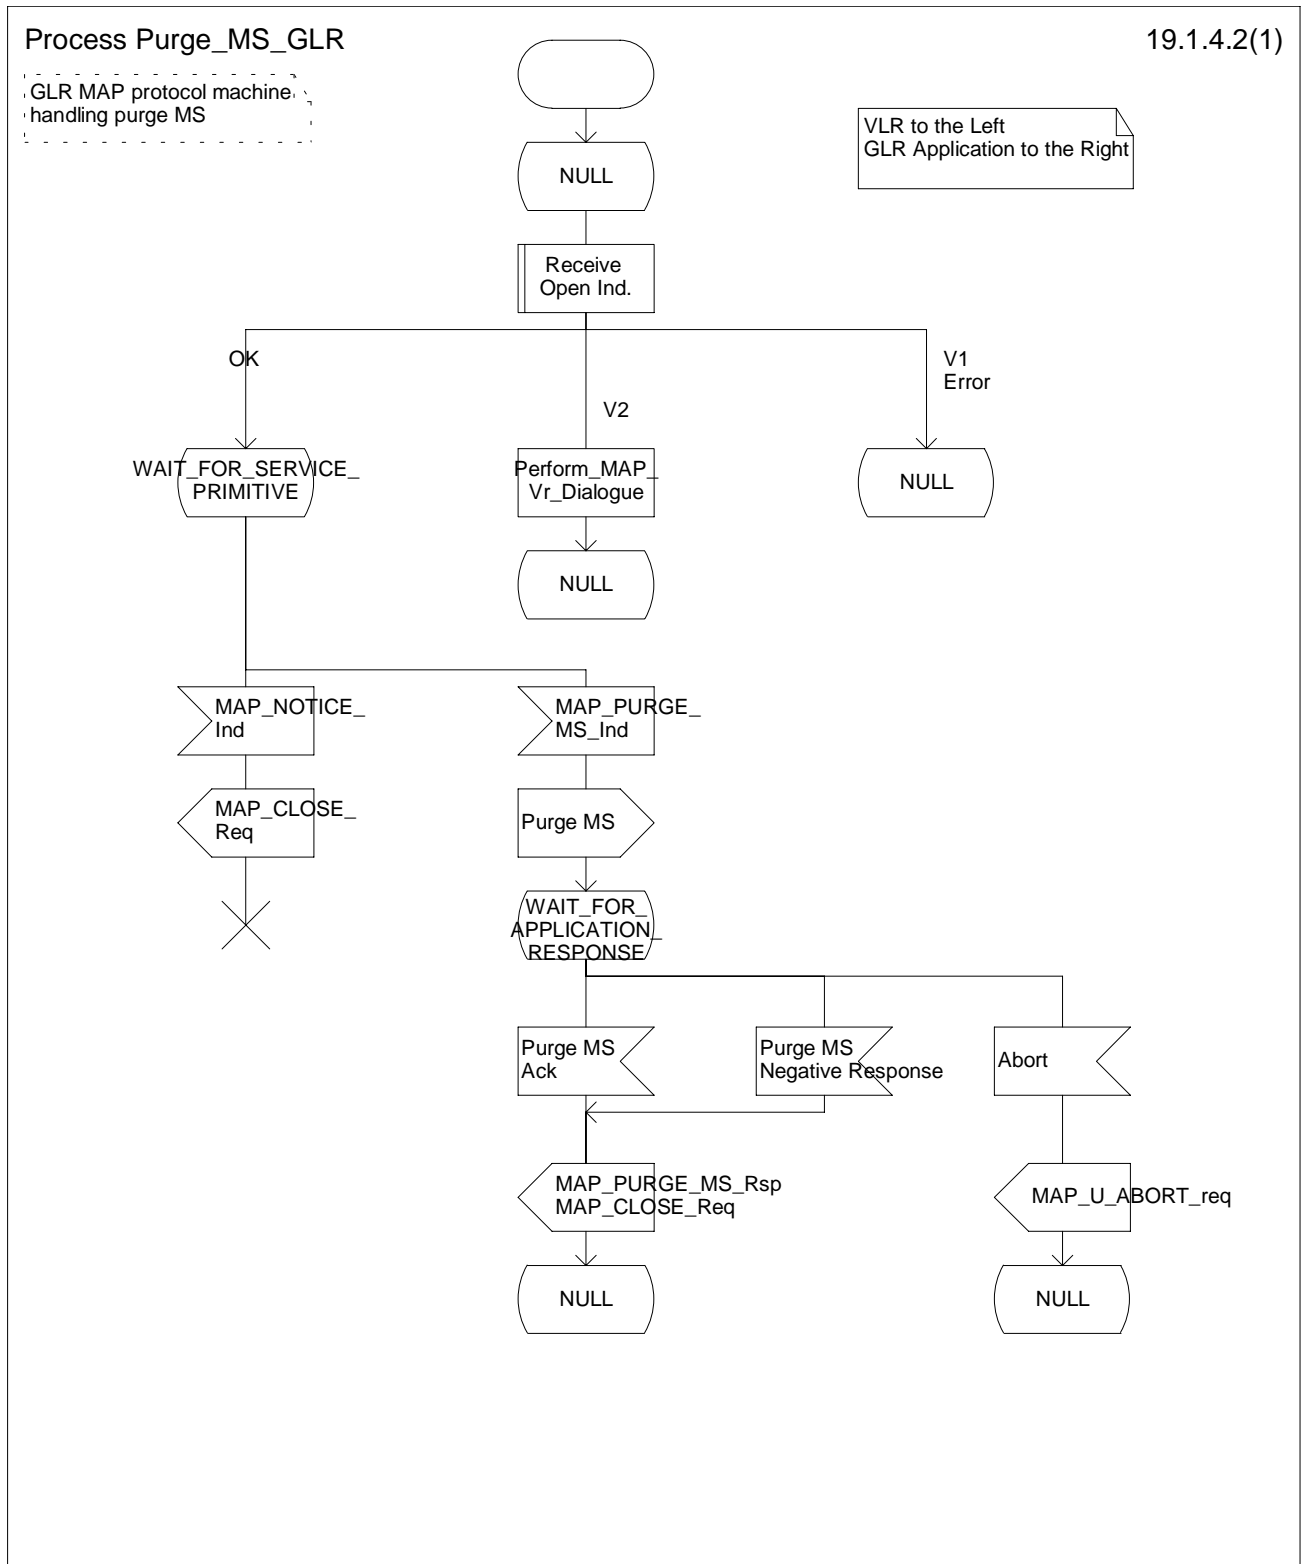 Process Purge_MS_GLR
19.1.4.2(1)
GLR MAP protocol machine
handling purge MS
VLR to the Left
GLR Application to the Right
NULL
Receive
Open Ind.
OK
V2
V1
Error
WAIT_FOR_SERVICE_
PRIMITIVE
Perform_MAP_
Vr_Dialogue
NULL
NULL
MAP_NOTICE_
Ind
MAP_PURGE_
MS_Ind
MAP_CLOSE_
Req
Purge MS
WAIT_FOR_
APPLICATION_
RESPONSE
Purge MS
Ack
Purge MS
Negative Response
Abort
MAP_PURGE_MS_Rsp
MAP_CLOSE_Req
MAP_U_ABORT_req
NULL
NULL